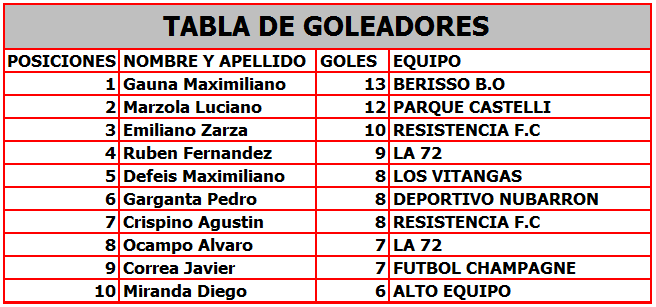 TABLA DE GOLEADORES
POSICIONES NOMBRE Y APELLIDO GOLES EQUIPO
1 Gauna Maximiliano 13 BERISSO B.O
2 Marzola Luciano 12 PARQUE CASTELLI
3 Emiliano Zarza 10 RESISTENCIA F.C
4 Ruben Fernandez 9 LA 72
5 Defeis Maximiliano 8 LOS VITANGAS
6 Garganta Pedro 8 DEPORTIVO NUBARRON
7 Crispino Agustin 8 RESISTENCIA F.C
8 Ocampo Alvaro 7 LA 72
9 Correa Javier 7 FUTBOL CHAMPAGNE
10 Miranda Diego 6 ALTO EQUIPO